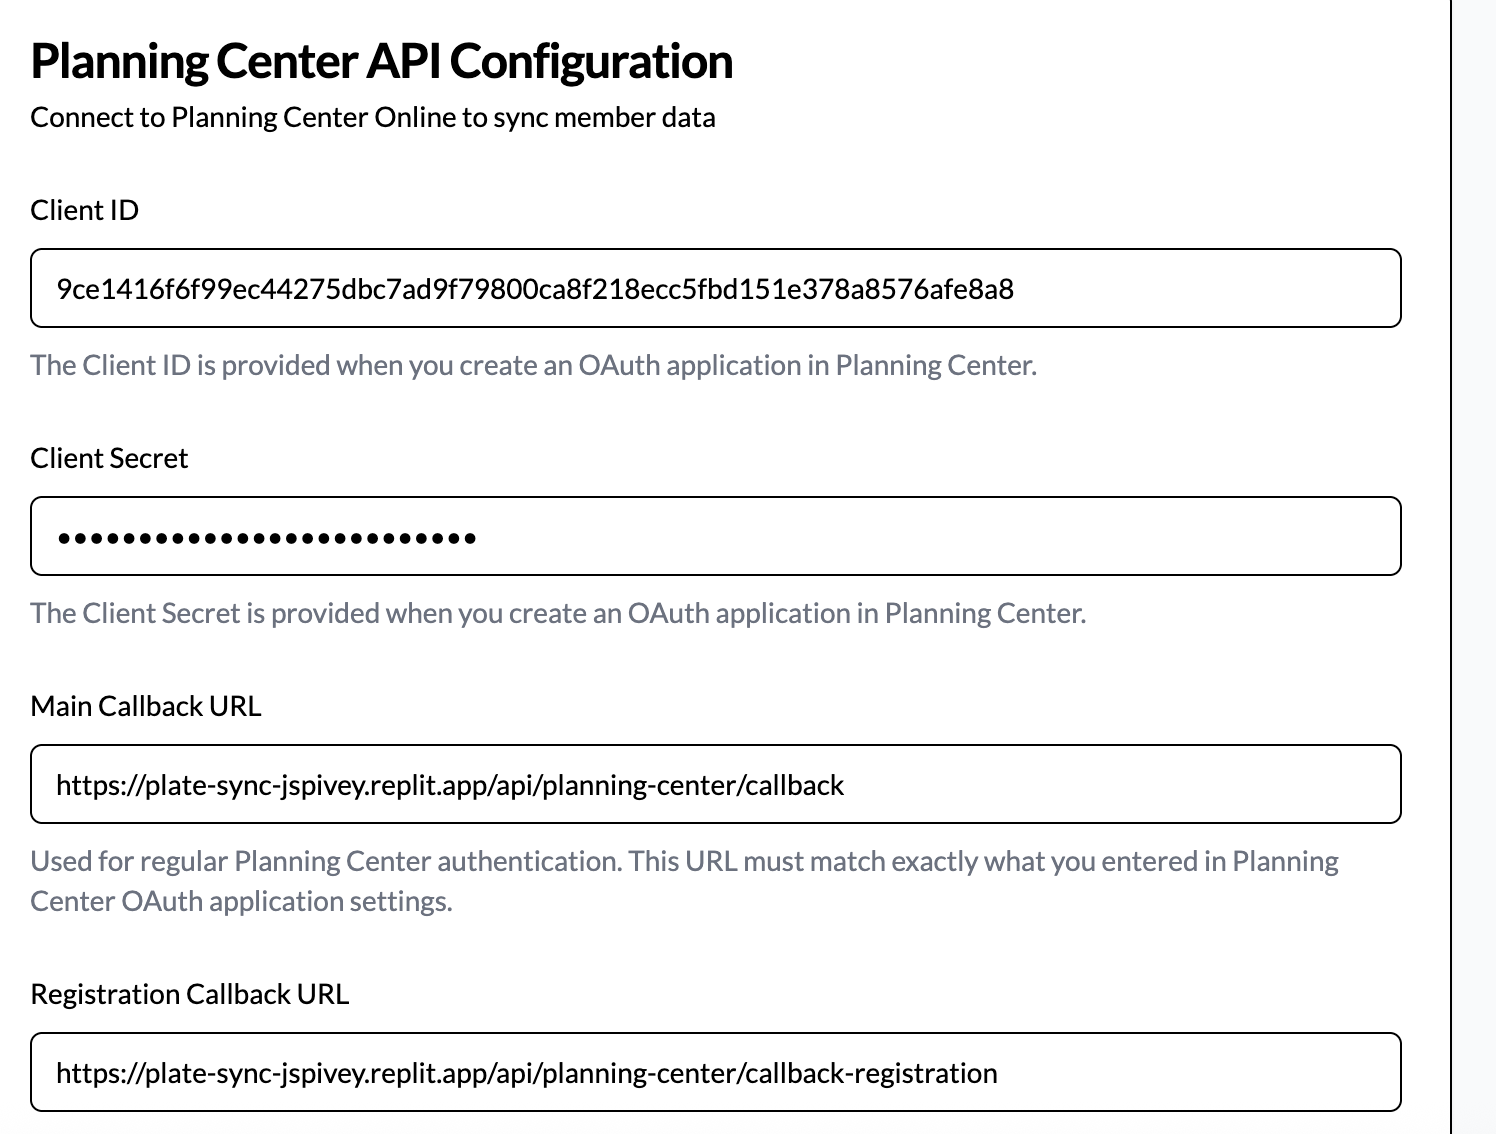 Planning Center API Configuration
Connect to Planning Center Online to sync member data
Client ID
9ce1416f6f99ec44275dbc7ad9f79800ca8f218ecc5fbd151e378a8576afe8a8
The Client ID is provided when you create an OAuth application in Planning Center.
Client Secret
••••••••••••••••••••••••••
The Client Secret is provided when you create an OAuth application in Planning Center.
Main Callback URL
https://plate-sync-jspivey.replit.app/api/planning-center/callback
Used for regular Planning Center authentication. This URL must match exactly what you entered in Planning
Center OAuth application settings.
Registration Callback URL
https://plate-sync-jspivey.replit.app/api/planning-center/callback-registration